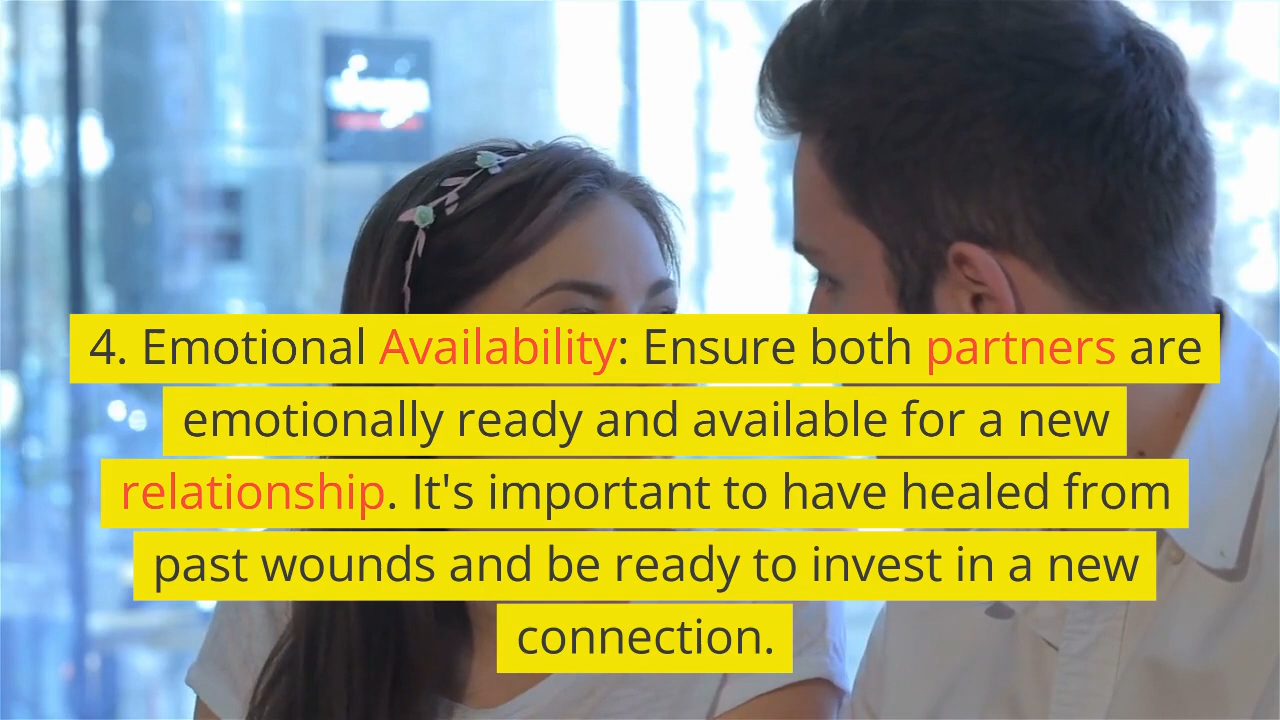 4. Emotional Availability: Ensure both partners are
emotionally ready and available for a new
relationship. It's important to have healed from
past wounds and be ready to invest in a new
connection.